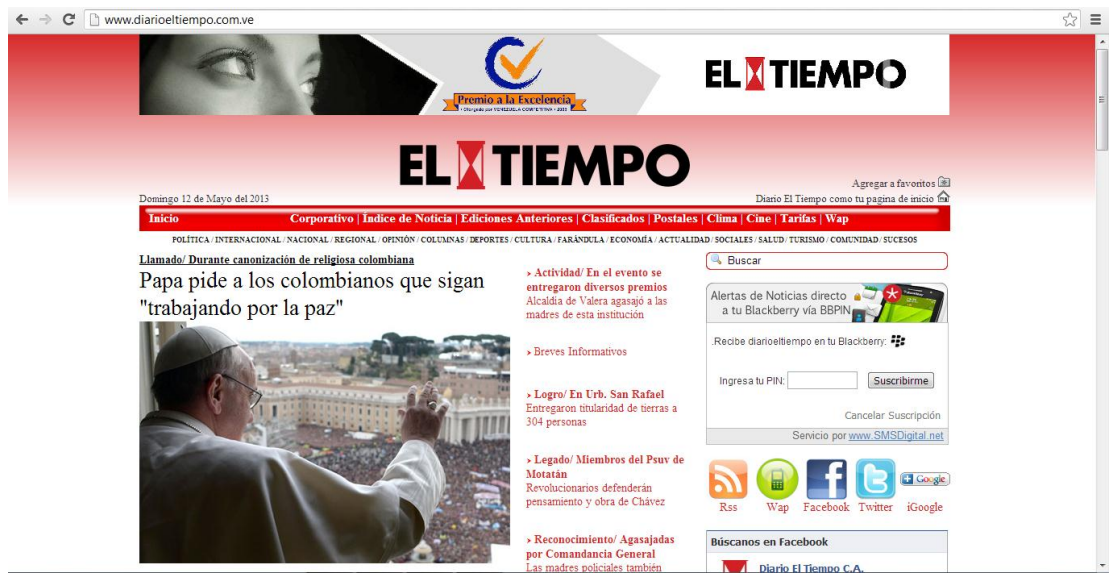 www.diarioeltiempo.com.ve
Premio a la Excelencia
EL TIEMPO
EL TIEMPO
Agregar a favoritos
Domingo 12 de Mayo del 2013
Diario El Tiempo como tu pagina de inicio
Inicio
Corporativo | Índice de Noticia | Ediciones Anteriores | Clasificados | Postales | Clima | Cine | Tarifas | Wap
POLÍTICA / INTERNACIONAL / NACIONAL / REGIONAL / OPINIÓN / COLUMNAS / DEPORTES / CULTURA / FARÁNDULA / ECONOMÍA / ACTUALIDAD / SOCIALES / SALUD / TURISMO / COMUNIDAD / SUCESOS
Llamado/ Durante canonización de religiosa colombiana
Papa pide a los colombianos que sigan
"trabajando por la paz"
› Actividad/ En el evento se
entregaron diversos premios
Alcaldia de Valera agasajó a las
madres de esta institución
› Breves Informativos
› Logro/ En Urb. San Rafael
Entregaron titularidad de tierras a
304 personas
› Legado/ Miembros del Psuv de
Motatán
Revolucionarios defenderán
pensamiento y obra de Chávez
› Reconocimiento/ Agasajadas
por Comandancia General
Las madres policiales también
Buscar
Alertas de Noticias directo
a tu Blackberry vía BBPIN
.Recibe diarioeltiempo en tu Blackberry:
Ingresa tu PIN:
Suscribirme
Cancelar Suscripción
Servicio por www.SMSDigital.net
Google
Rss
Wap
Facebook
Twitter
iGoogle
Búscanos en Facebook
Diario El Tiempo C.A.